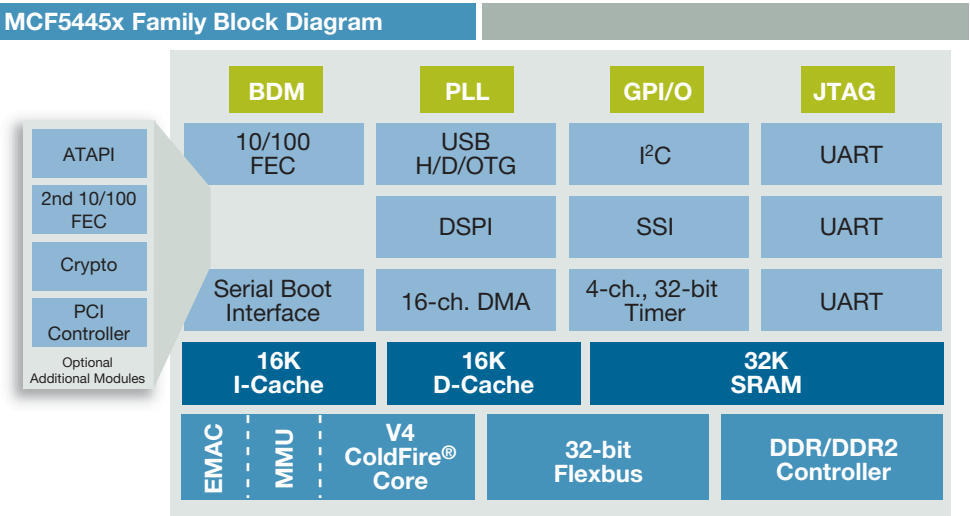 MCF5445x Family Block Diagram
BDM
PLL
GPI/O
JTAG
ATAPI
2nd 10/100
FEC
Crypto
PCI
Controller
Optional
Additional Modules
10/100
FEC
USB
H/D/OTG
I²C
UART
DSPI
SSI
UART
Serial Boot
Interface
16-ch. DMA
4-ch., 32-bit
Timer
UART
16K
I-Cache
16K
D-Cache
32K
SRAM
EMAC
MMU
V4
ColdFire®
Core
32-bit
Flexbus
DDR/DDR2
Controller